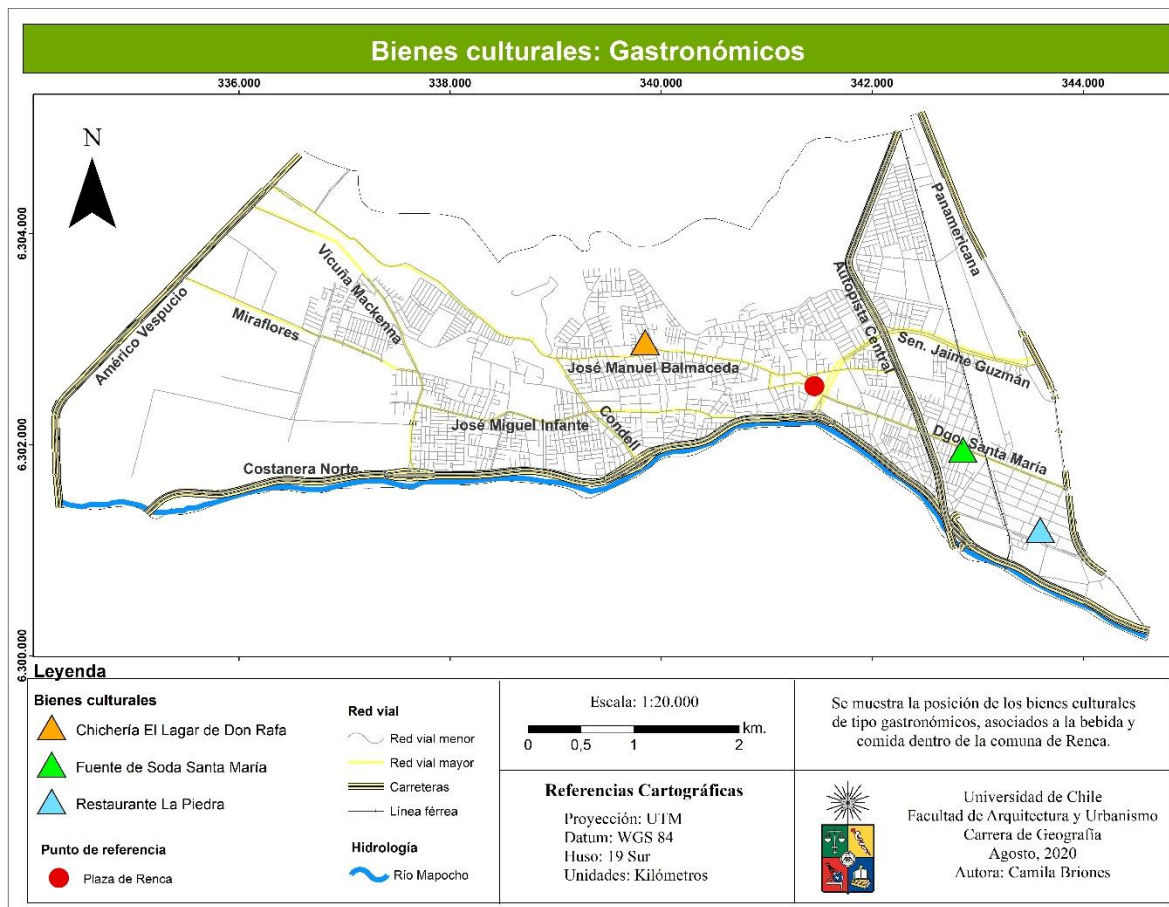 Bienes culturales: Gastronómicos
336.000
338.000
340.000
342.000
344.000
N
6.304.000
6.302.000
6.300.000
Américo Vespucio
Miraflores
Vicuña Mackenna
José Manuel Balmaceda
José Miguel Infante
Condell
Costanera Norte
Autopista Central
Panamericana
Sen. Jaime Guzmán
Dgo. Santa María
Leyenda
Bienes culturales
Chichería El Lagar de Don Rafa
Fuente de Soda Santa María
Restaurante La Piedra
Punto de referencia
Plaza de Renca
Red vial
Red vial menor
Red vial mayor
Carreteras
Línea férrea
Hidrología
Río Mapocho
Escala: 1:20.000
km.
0 0,5 1 2
Referencias Cartográficas
Proyección: UTM
Datum: WGS 84
Huso: 19 Sur
Unidades: Kilómetros
Se muestra la posición de los bienes culturales
de tipo gastronómicos, asociados a la bebida y
comida dentro de la comuna de Renca.
Universidad de Chile
Facultad de Arquitectura y Urbanismo
Carrera de Geografía
Agosto, 2020
Autora: Camila Briones